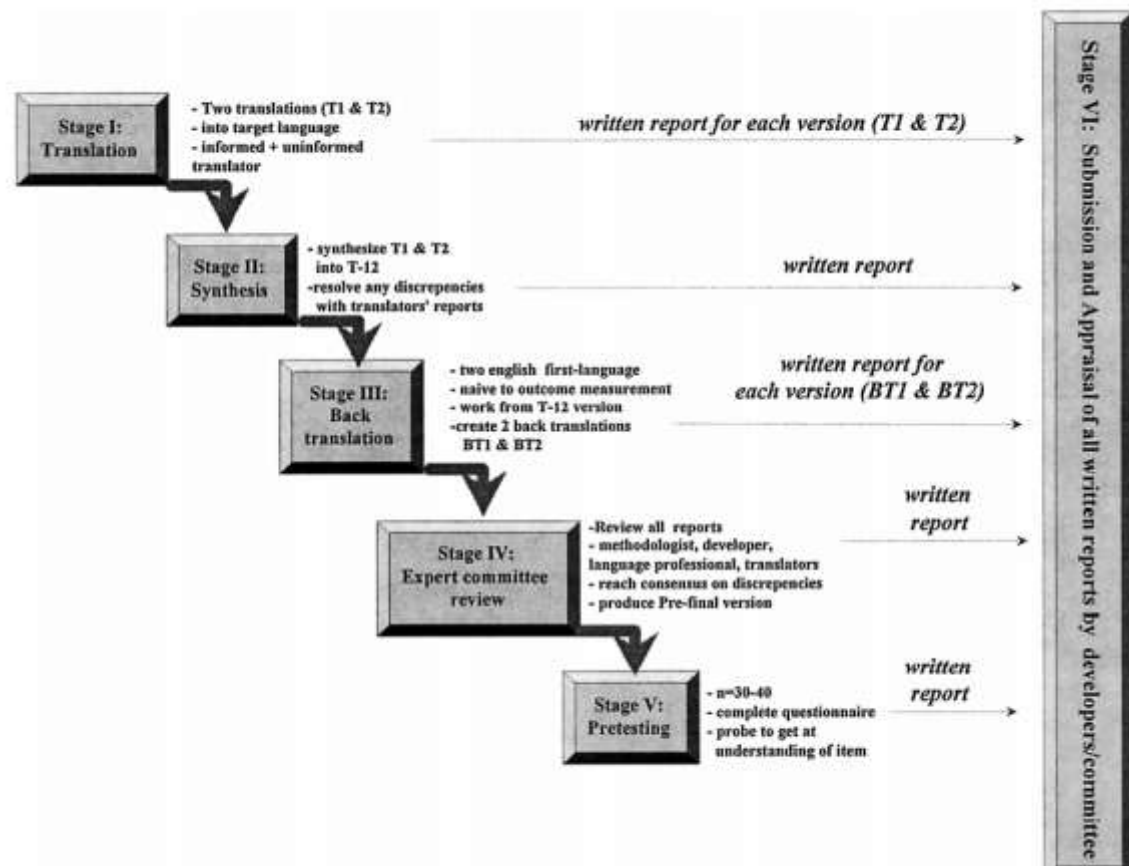 Stage I:
Translation
- Two translations (T1 & T2)
- into target language
- informed + uninformed
translator
written report for each version (T1 & T2)
Stage II:
Synthesis
- synthesize T1 & T2
into T-12
-resolve any discrepencies
with translators' reports
written report
Stage III:
Back
translation
- two english first-language
- naive to outcome measurement
- work from T-12 version
-create 2 back translations
BT1 & BT2
written report for
each version (BT1 & BT2)
Stage IV:
Expert committee
review
-Review all reports
- methodologist, developer,
language professional, translators
- reach consensus on discrepencies
- produce Pre-final version
written
report
Stage V:
Pretesting
- n=30-40
- complete questionnaire
- probe to get at
understanding of item
written
report
Stage VI: Submission and Appraisal of all written reports by developers/committee